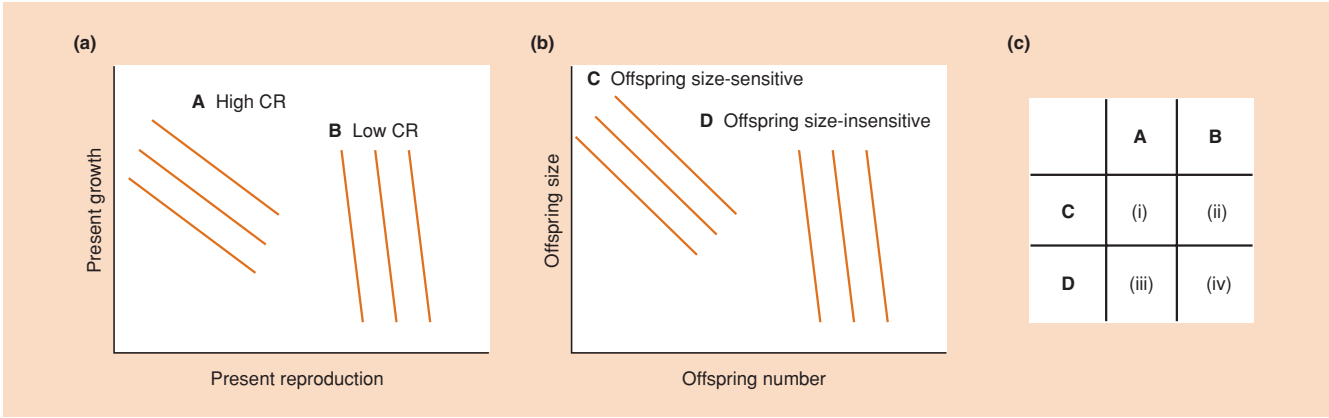 (a)
A High CR
B Low CR
Present growth
Present reproduction
(b)
C Offspring size-sensitive
D Offspring size-insensitive
Offspring size
Offspring number
(c)
A B
C (i) (ii)
D (iii) (iv)